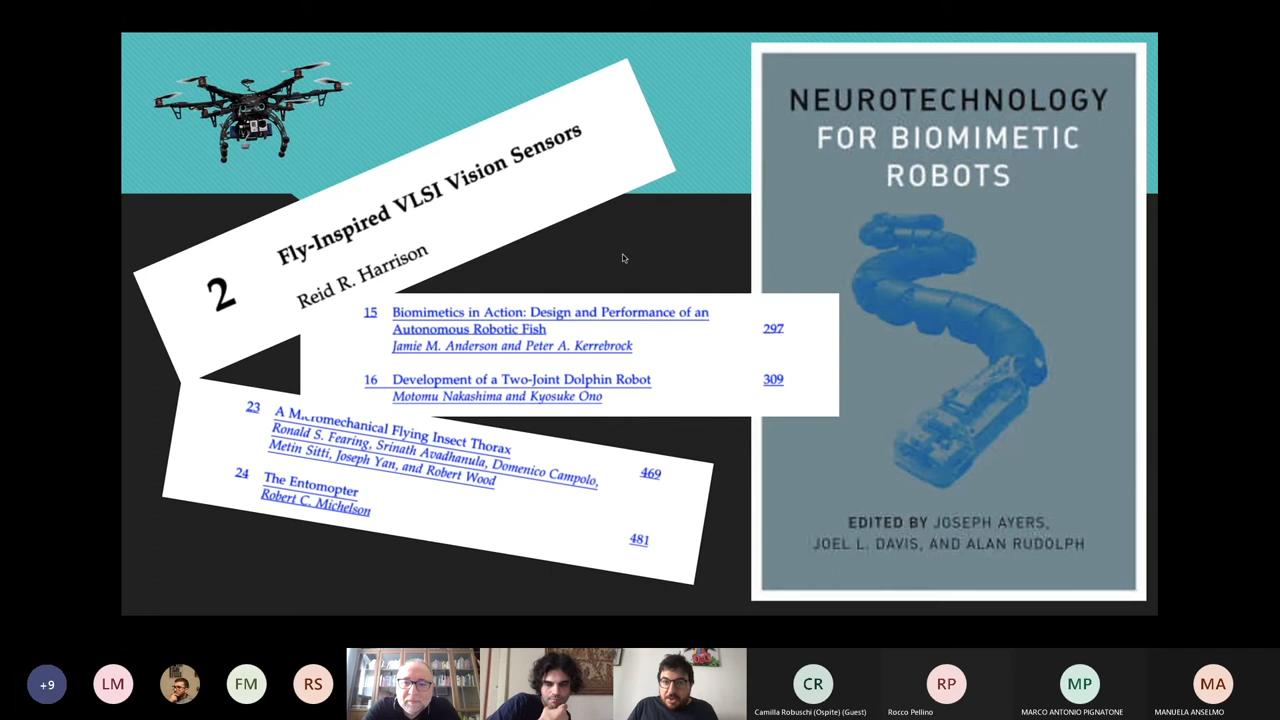 2
Fly-Inspired VLSI Vision Sensors
Reid R. Harrison
15 Biomimetics in Action: Design and Performance of an
Autonomous Robotic Fish 297
Jamie M. Anderson and Peter A. Kerrebrock
16 Development of a Two-Joint Dolphin Robot 309
Motomu Nakashima and Kyosuke Ono
23 A Micromechanical Flying Insect Thorax 469
Ronald S. Fearing, Srinath Avadhanula, Domenico Campolo,
Metin Sitti, Joseph Yan, and Robert Wood
24 The Entomopter 481
Robert C. Michelson
NEUROTECHNOLOGY
FOR BIOMIMETIC
ROBOTS
EDITED BY JOSEPH AYERS,
JOEL L. DAVIS, AND ALAN RUDOLPH
+9
LM
FM
RS
CR
RP
MP
MA
Camilla Robuschi (Ospite) (Guest)
Rocco Pellino
MARCO ANTONIO PIGNATONE
MANUELA ANSELMO